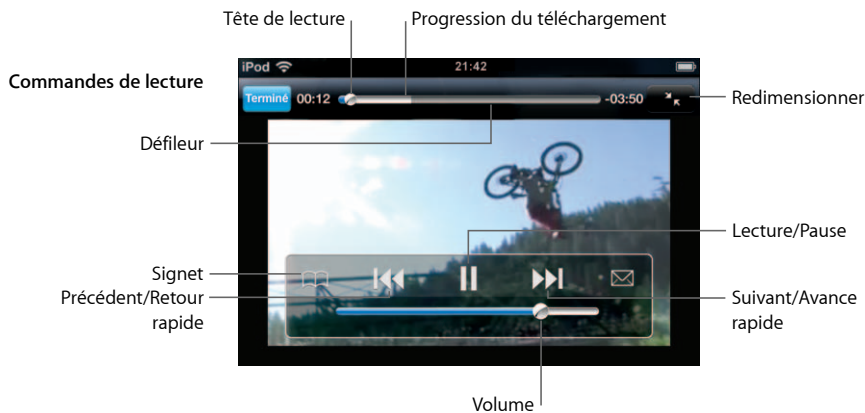 Tête de lecture
Progression du téléchargement
iPod
21:42
Commandes de lecture
Terminé
00:12
-03:50
Redimensionner
Défileur
Lecture/Pause
Signet
Précédent/Retour
rapide
Suivant/Avance
rapide
Volume